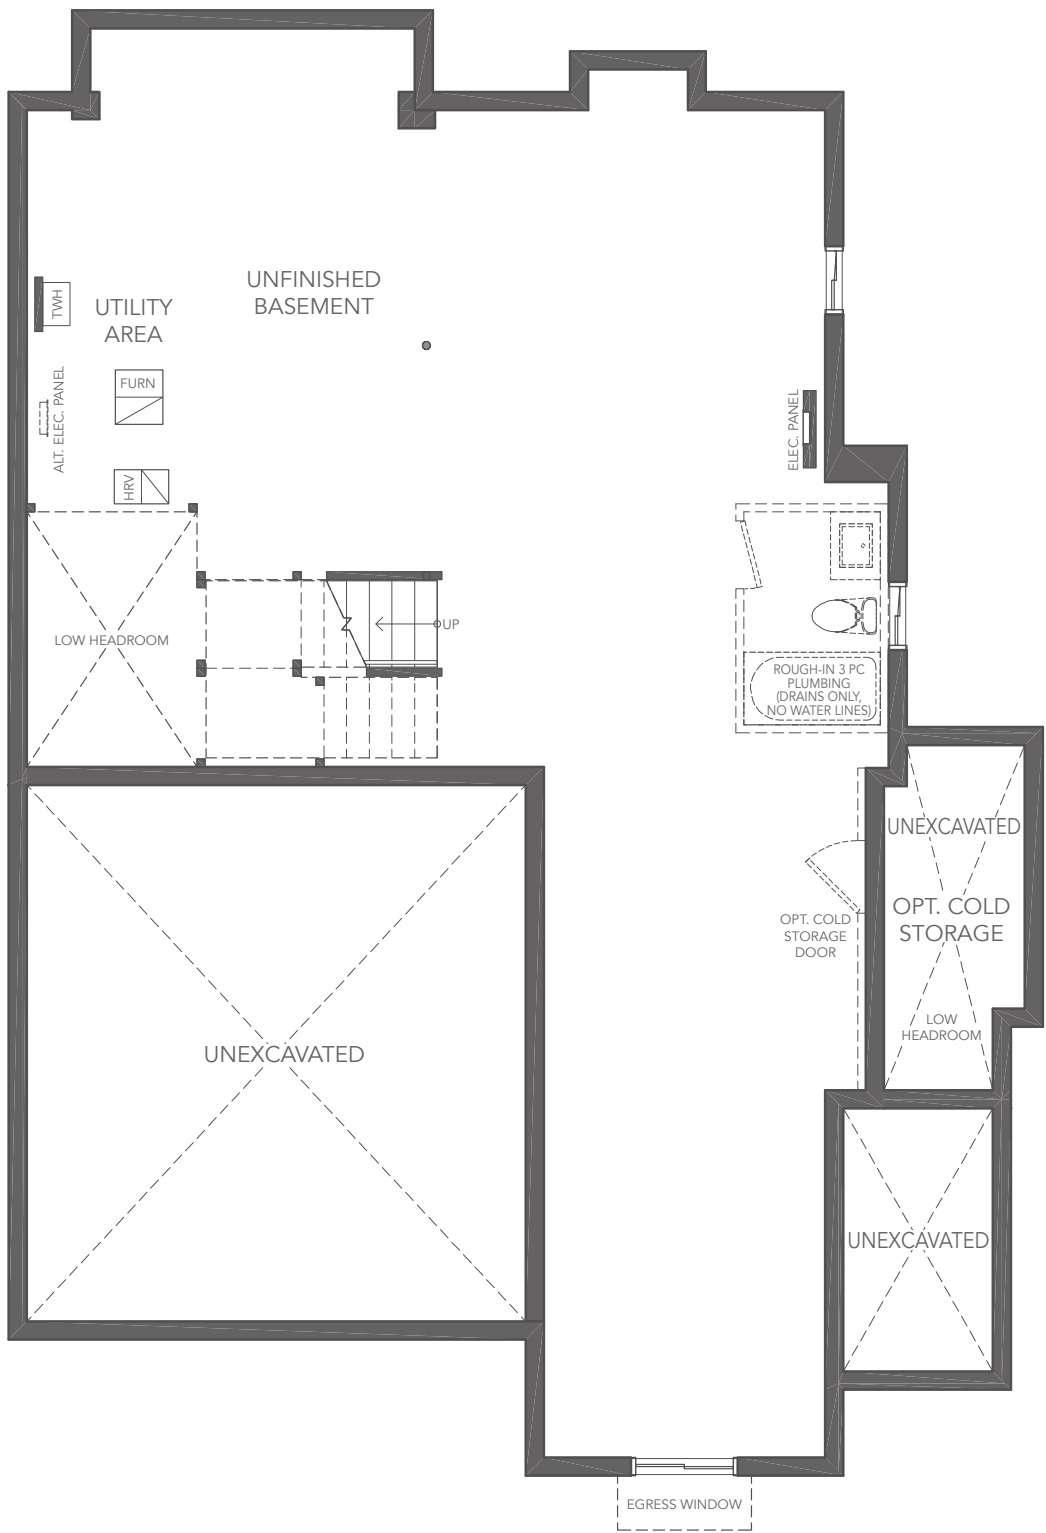 UNFINISHED
BASEMENT
TWH
UTILITY
AREA
FURN
ALT. ELEC. PANEL
ELEC. PANEL
HRV
LOW HEADROOM
UP
ROUGH-IN 3 PC
PLUMBING
(DRAINS ONLY,
NO WATER LINES)
UNEXCAVATED
OPT. COLD
STORAGE
OPT. COLD
STORAGE
DOOR
LOW
HEADROOM
UNEXCAVATED
UNEXCAVATED
EGRESS WINDOW